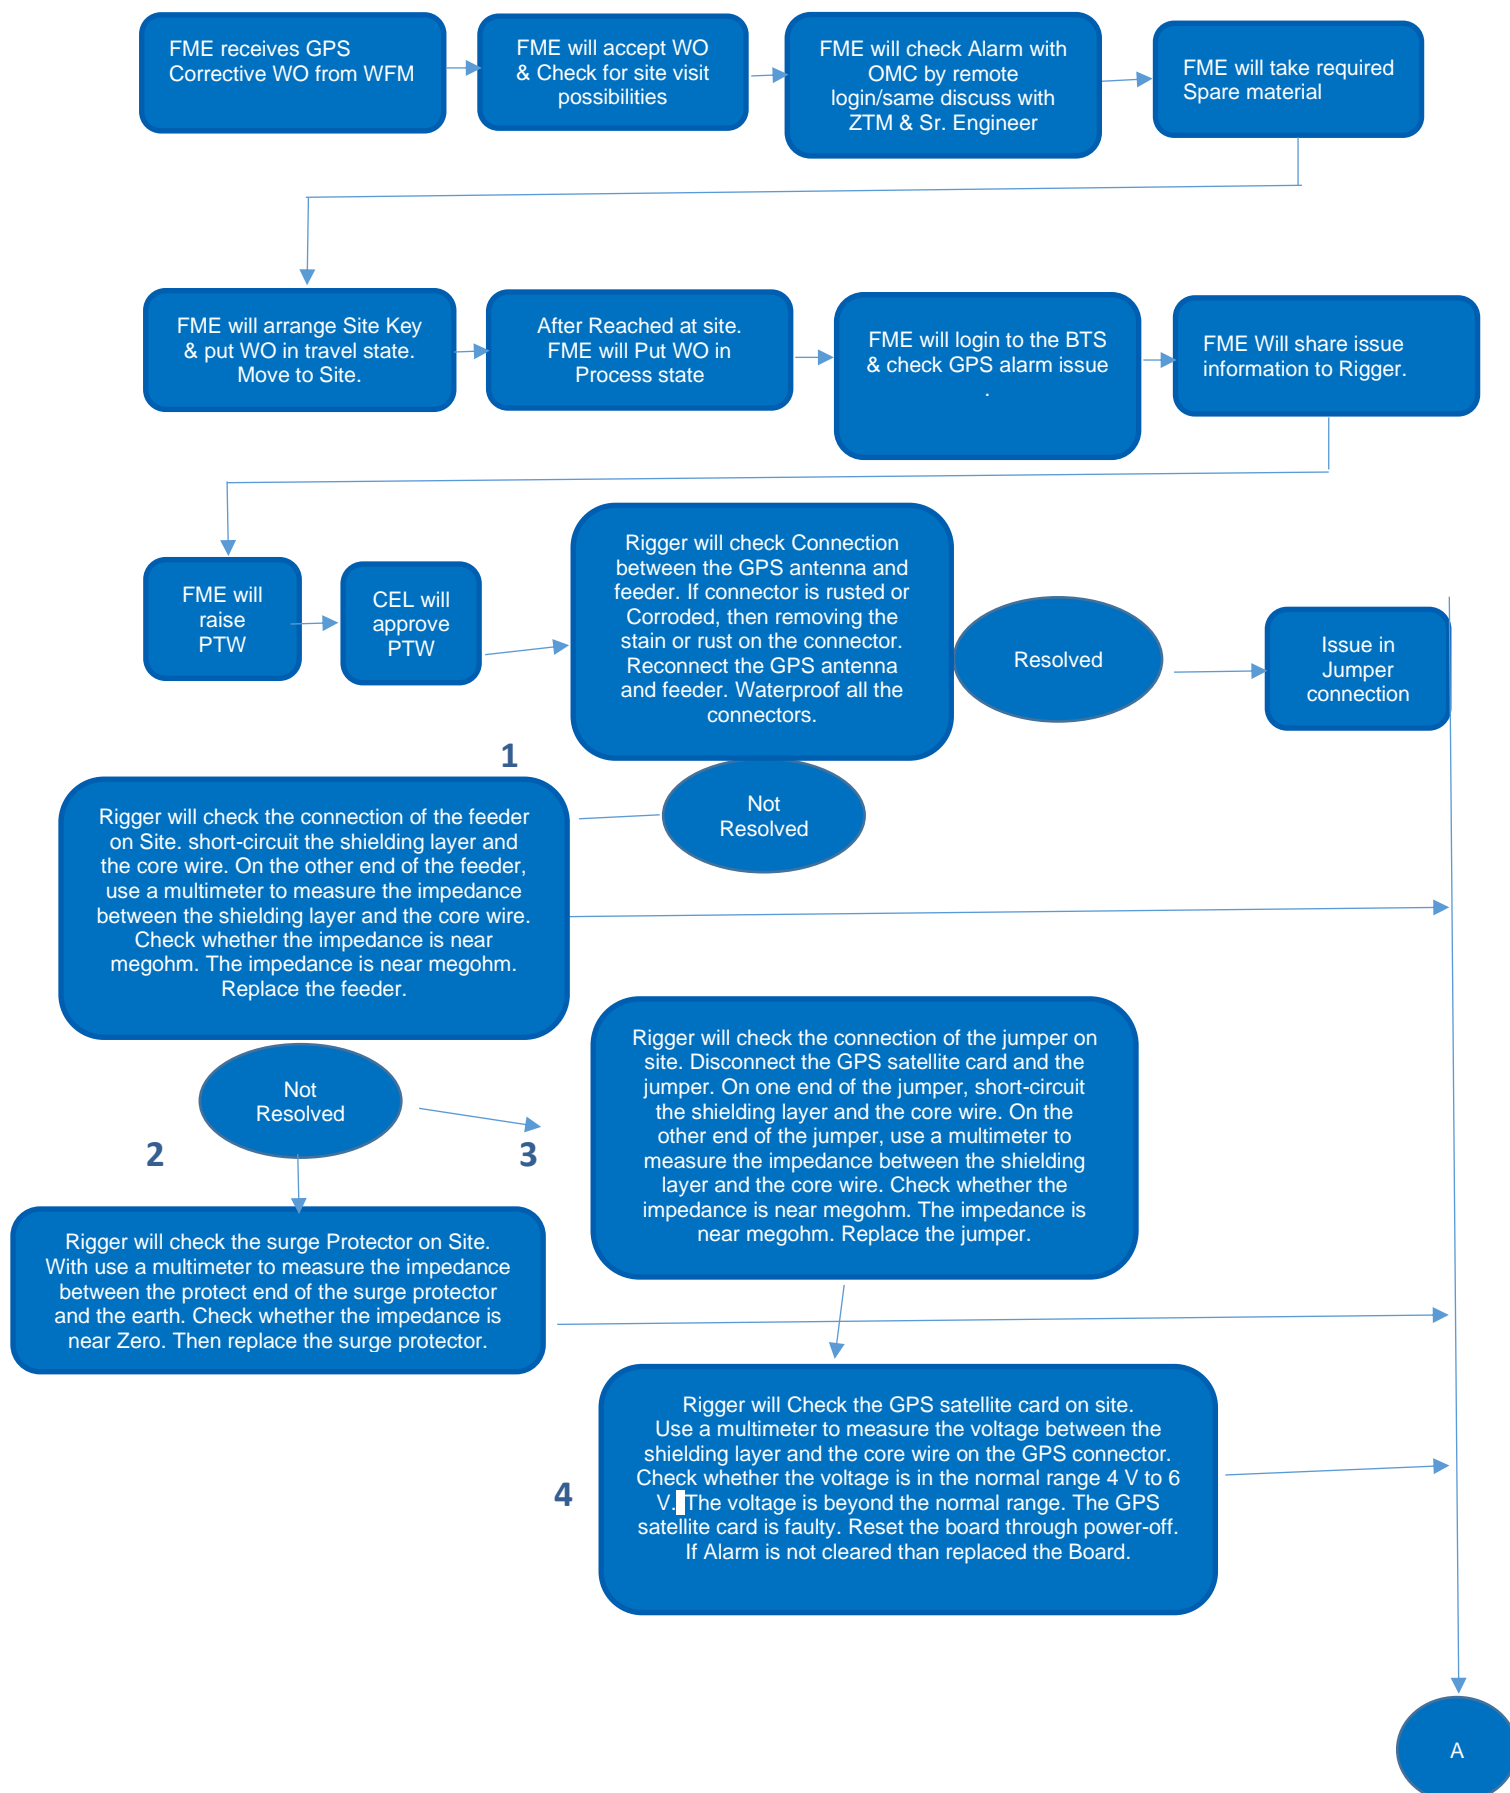 FME receives GPS
Corrective WO from WFM
FME will accept WO
& Check for site visit
possibilities
FME will check Alarm with
OMC by remote
login/same discuss with
ZTM & Sr. Engineer
FME will take required
Spare material
FME will arrange Site Key
& put WO in travel state.
Move to Site.
After Reached at site.
FME will Put WO in
Process state
FME will login to the BTS
& check GPS alarm issue
.
FME Will share issue
information to Rigger.
FME will
raise
PTW
CEL will
approve
PTW
Rigger will check Connection
between the GPS antenna and
feeder. If connector is rusted or
Corroded, then removing the
stain or rust on the connector.
Reconnect the GPS antenna
and feeder. Waterproof all the
connectors.
Resolved
Issue in
Jumper
connection
1
Not
Resolved
Rigger will check the connection of the feeder
on Site. short-circuit the shielding layer and
the core wire. On the other end of the feeder,
use a multimeter to measure the impedance
between the shielding layer and the core wire.
Check whether the impedance is near
megohm. The impedance is near megohm.
Replace the feeder.
Not
Resolved
2
3
Rigger will check the connection of the jumper on
site. Disconnect the GPS satellite card and the
jumper. On one end of the jumper, short-circuit
the shielding layer and the core wire. On the
other end of the jumper, use a multimeter to
measure the impedance between the shielding
layer and the core wire. Check whether the
impedance is near megohm. The impedance is
near megohm. Replace the jumper.
Rigger will check the surge Protector on Site.
With use a multimeter to measure the impedance
between the protect end of the surge protector
and the earth. Check whether the impedance is
near Zero. Then replace the surge protector.
4
Rigger will Check the GPS satellite card on site.
Use a multimeter to measure the voltage between the
shielding layer and the core wire on the GPS connector.
Check whether the voltage is in the normal range 4 V to 6
V. The voltage is beyond the normal range. The GPS
satellite card is faulty. Reset the board through power-off.
If Alarm is not cleared than replaced the Board.
A